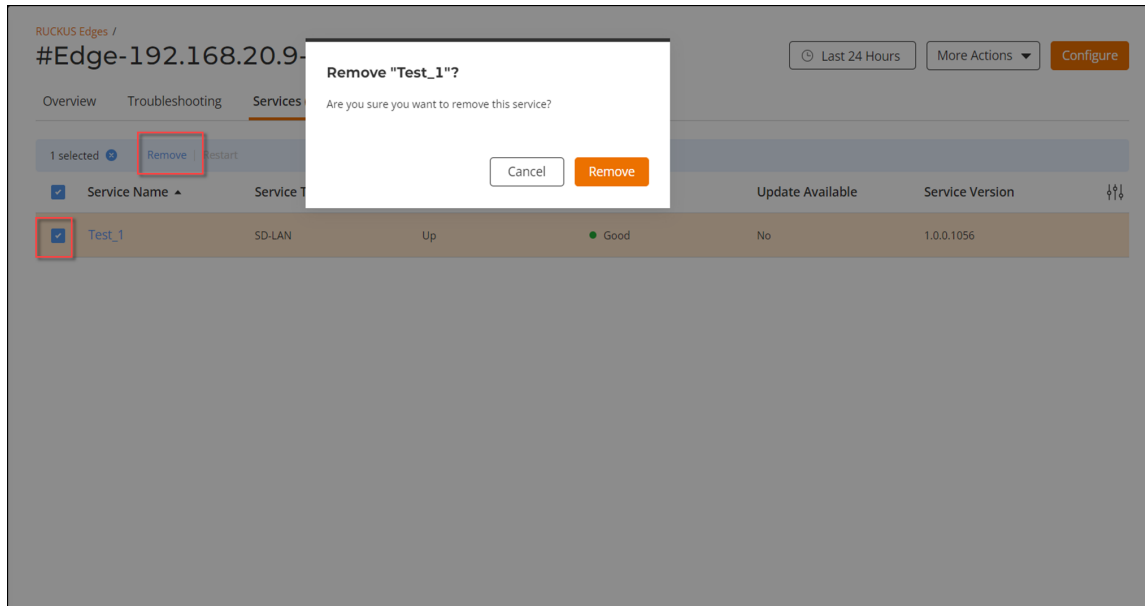 RUCKUS Edges /
#Edge-192.168.20.9-
Last 24 Hours
More Actions
Configure
Overview Troubleshooting Services
Remove "Test_1"?
Are you sure you want to remove this service?
Cancel Remove
1 selected Remove Restart
Service Name Service T Update Available Service Version
Test_1 SD-LAN Up Good No 1.0.0.1056